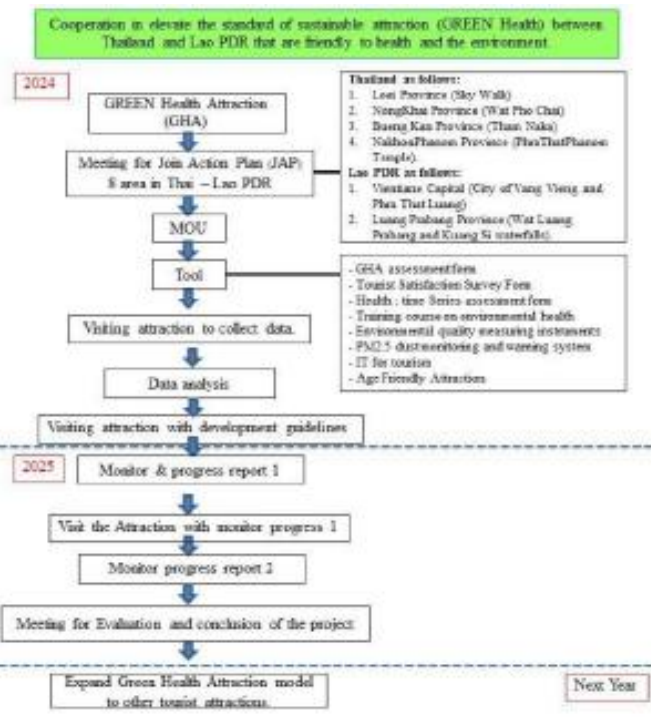 Cooperation in elevate the standard of sustainable attraction (GREEN Health) between
Thailand and Lao PDR that are friendly to health and the environment.
2024
GREEN Health Attraction
(GHA)
Meeting for Join Action Plan (JAP)
8 area in Thai – Lao PDR
Thailand as follows:
1. Loei Province (Sky Walk)
2. NongKhai Province (Wat Pho Chai)
3. Bueng Kan Province (Tham Naka)
4. NakhonPhanom Province (PhraThatPhanom
Temple).
Lao PDR as follows:
1. Vientiane Capital (City of Vang Vieng and
Phra That Luang)
2. Luang Prabang Province (Wat Luang
Prabang and Kuang Si waterfalls).
MOU
Tool
- GHA assessment form
- Tourist Satisfaction Survey Form
- Health : time Series assessment form
- Training course on environmental health
- Environmental quality measuring instruments
- PM2.5 dust monitoring and warning system
- IT for tourism
- Age Friendly Attraction
Visiting attraction to collect data.
Data analysis
Visiting attraction with development guidelines
2025
Monitor & progress report 1
Visit the Attraction with monitor progress 1
Monitor progress report 2
Meeting for Evaluation and conclusion of the project
Expand Green Health Attraction model
to other tourist attractions.
Next Year